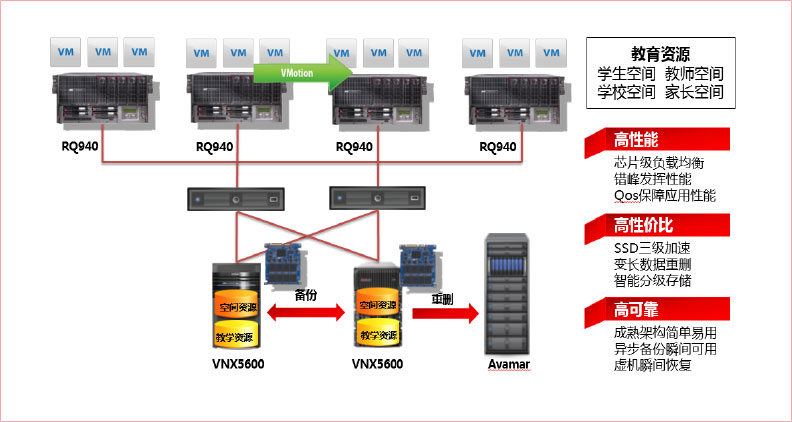 VM VM VM
VM VM VM
VM VM VM
VM VM VM
VMotion
RQ940
RQ940
RQ940
RQ940
备份
重删
空间资源
教学资源
空间资源
教学资源
VNX5600
VNX5600
Avamar
教育资源
学生空间 教师空间
学校空间 家长空间
高性能
芯片级负载均衡
错峰发挥性能
Qos保障应用性能
高性价比
SSD三级加速
变长数据重删
智能分级存储
高可靠
成熟架构简单易用
异步备份瞬间可用
虚机瞬间恢复